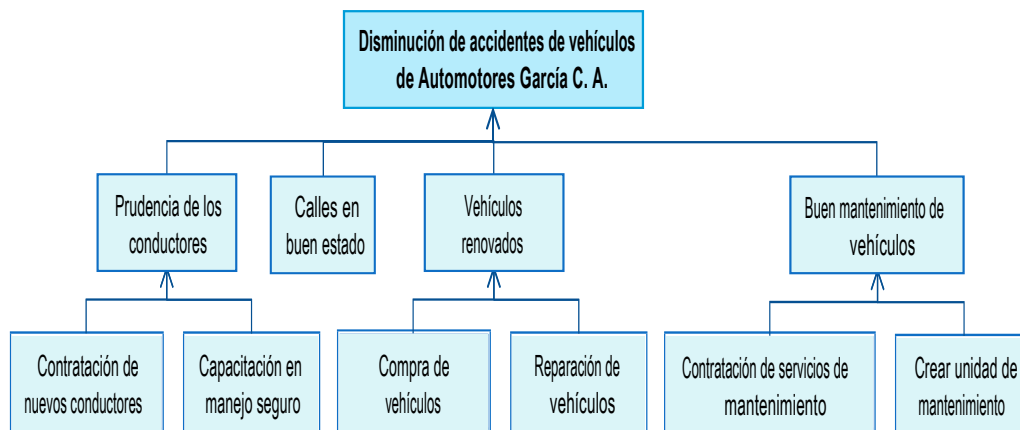 Disminución de accidentes de vehículos
de Automotores García C. A.
Prudencia de los
conductores
Calles en
buen estado
Vehículos
renovados
Buen mantenimiento de
vehículos
Contratación de
nuevos conductores
Capacitación en
manejo seguro
Compra de
vehículos
Reparación de
vehículos
Contratación de servicios de
mantenimiento
Crear unidad de
mantenimiento